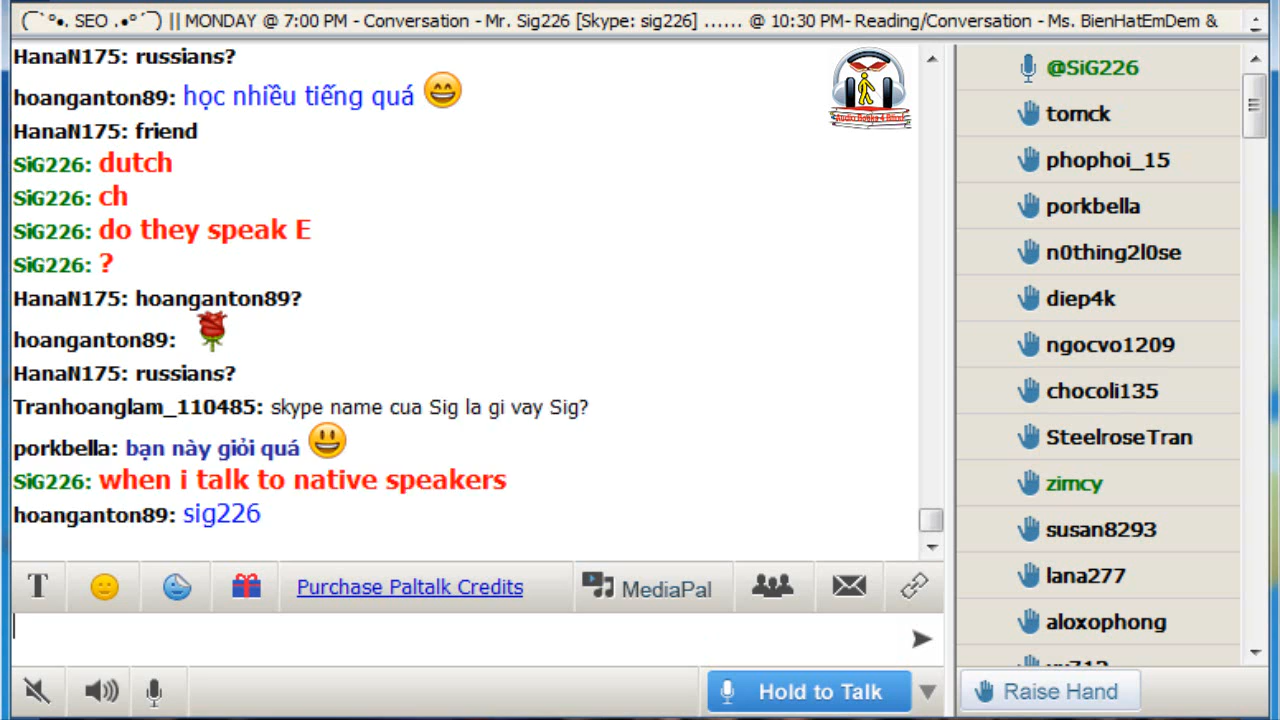 (¯`°•. SEO .•°´¯) || MONDAY @ 7:00 PM - Conversation - Mr. Sig226 [Skype: sig226] ...... @ 10:30 PM- Reading/Conversation - Ms. BienHatEmDem &
HanaN175: russians?
hoanganton89: học nhiều tiếng quá
HanaN175: friend
SiG226: dutch
SiG226: ch
SiG226: do they speak E
SiG226: ?
HanaN175: hoanganton89?
hoanganton89:
HanaN175: russians?
Tranhoanglam_110485: skype name cua Sig la gi vay Sig?
porkbella: bạn này giỏi quá
SiG226: when i talk to native speakers
hoanganton89: sig226
Audio Books 4 Blind
T
Purchase Paltalk Credits
MediaPal
Hold to Talk
@SiG226
tomck
phophoi_15
porkbella
n0thing2l0se
diep4k
ngocvo1209
chocoli135
SteelroseTran
zimcy
susan8293
lana277
aloxophong
Raise Hand